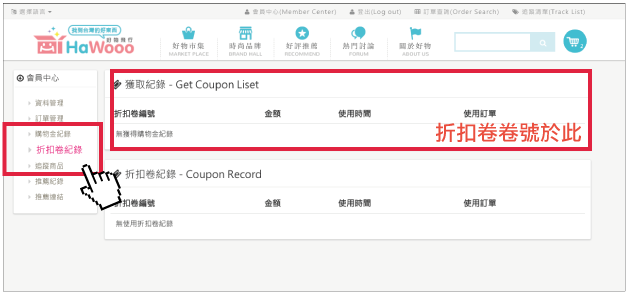 選擇語系
會員中心(Member Center)
登出(Log out)
訂單查詢(Order Search)
追蹤清單(Track List)
我挺台灣的好東西
好物飛行
HaWooo
好物市集
MARKET PLACE
時尚品牌
BRAND MALL
好評推薦
RECOMMEND
熱門討論
FORUM
關於好物
ABOUT US
2
會員中心
資料管理
訂單管理
購物金紀錄
折扣卷紀錄
追蹤商品
推薦紀錄
推薦連結
獲取紀錄 - Get Coupon Liset
折扣卷編號 金額 使用時間 使用訂單
無獲得購物金紀錄
折扣卷卷號於此
折扣卷紀錄 - Coupon Record
折扣卷編號 金額 使用時間 使用訂單
無使用折扣卷紀錄